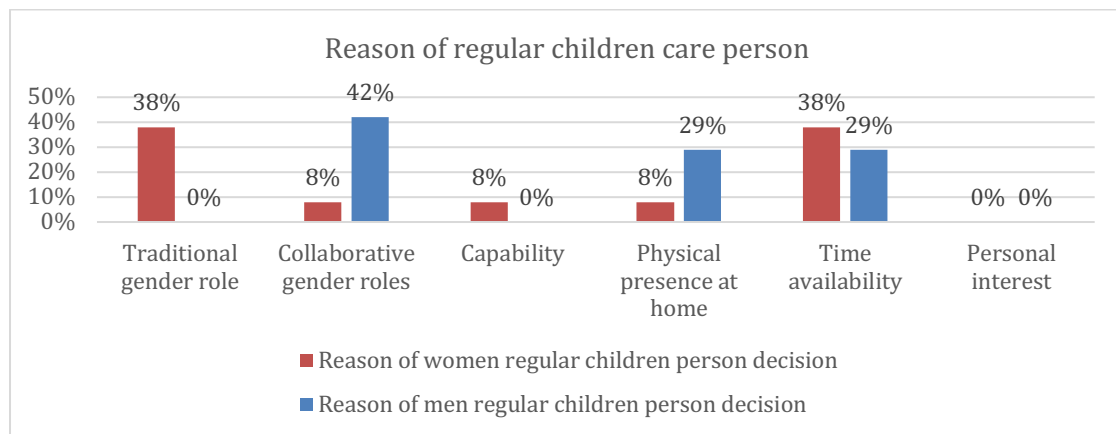 Reason of regular children care person
50%
40%
30%
20%
10%
0%
38%
0%
8%
42%
8%
0%
8%
29%
38%
29%
0%
0%
Traditional
gender role
Collaborative
gender roles
Capability
Physical
presence at
home
Time
availability
Personal
interest
Reason of women regular children person decision
Reason of men regular children person decision